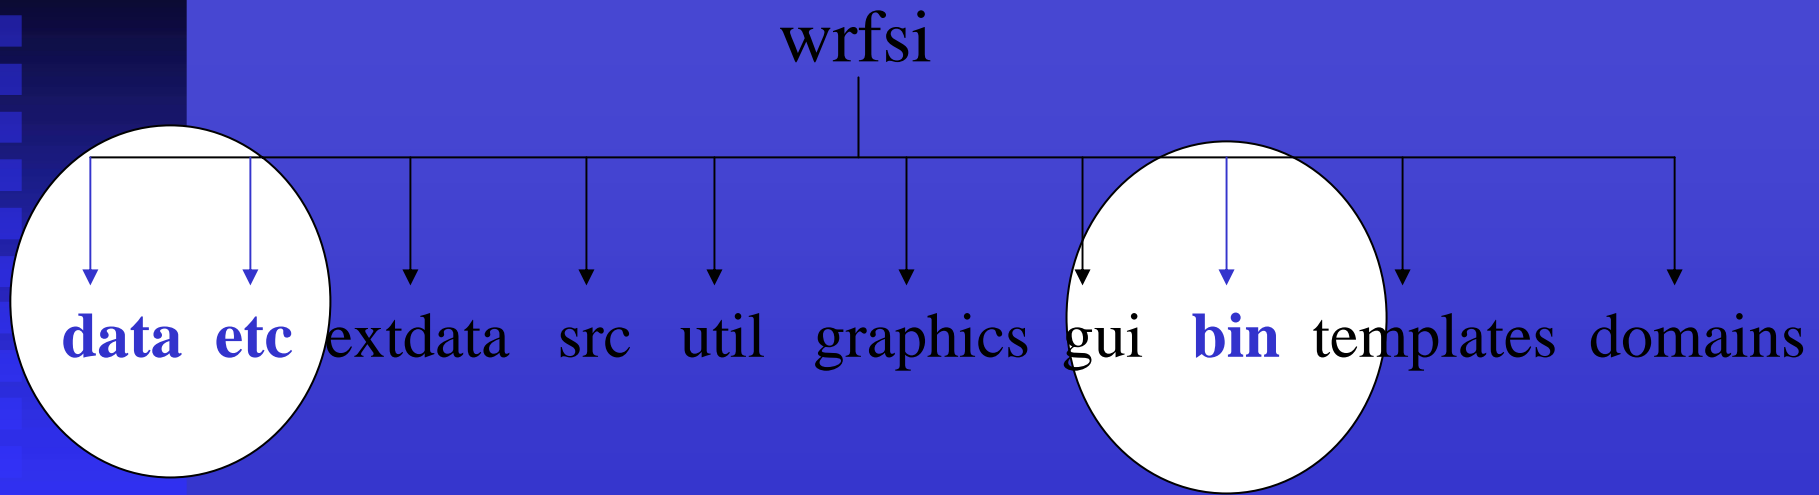 wrfsi
data etc extdata src util graphics gui bin templates domains